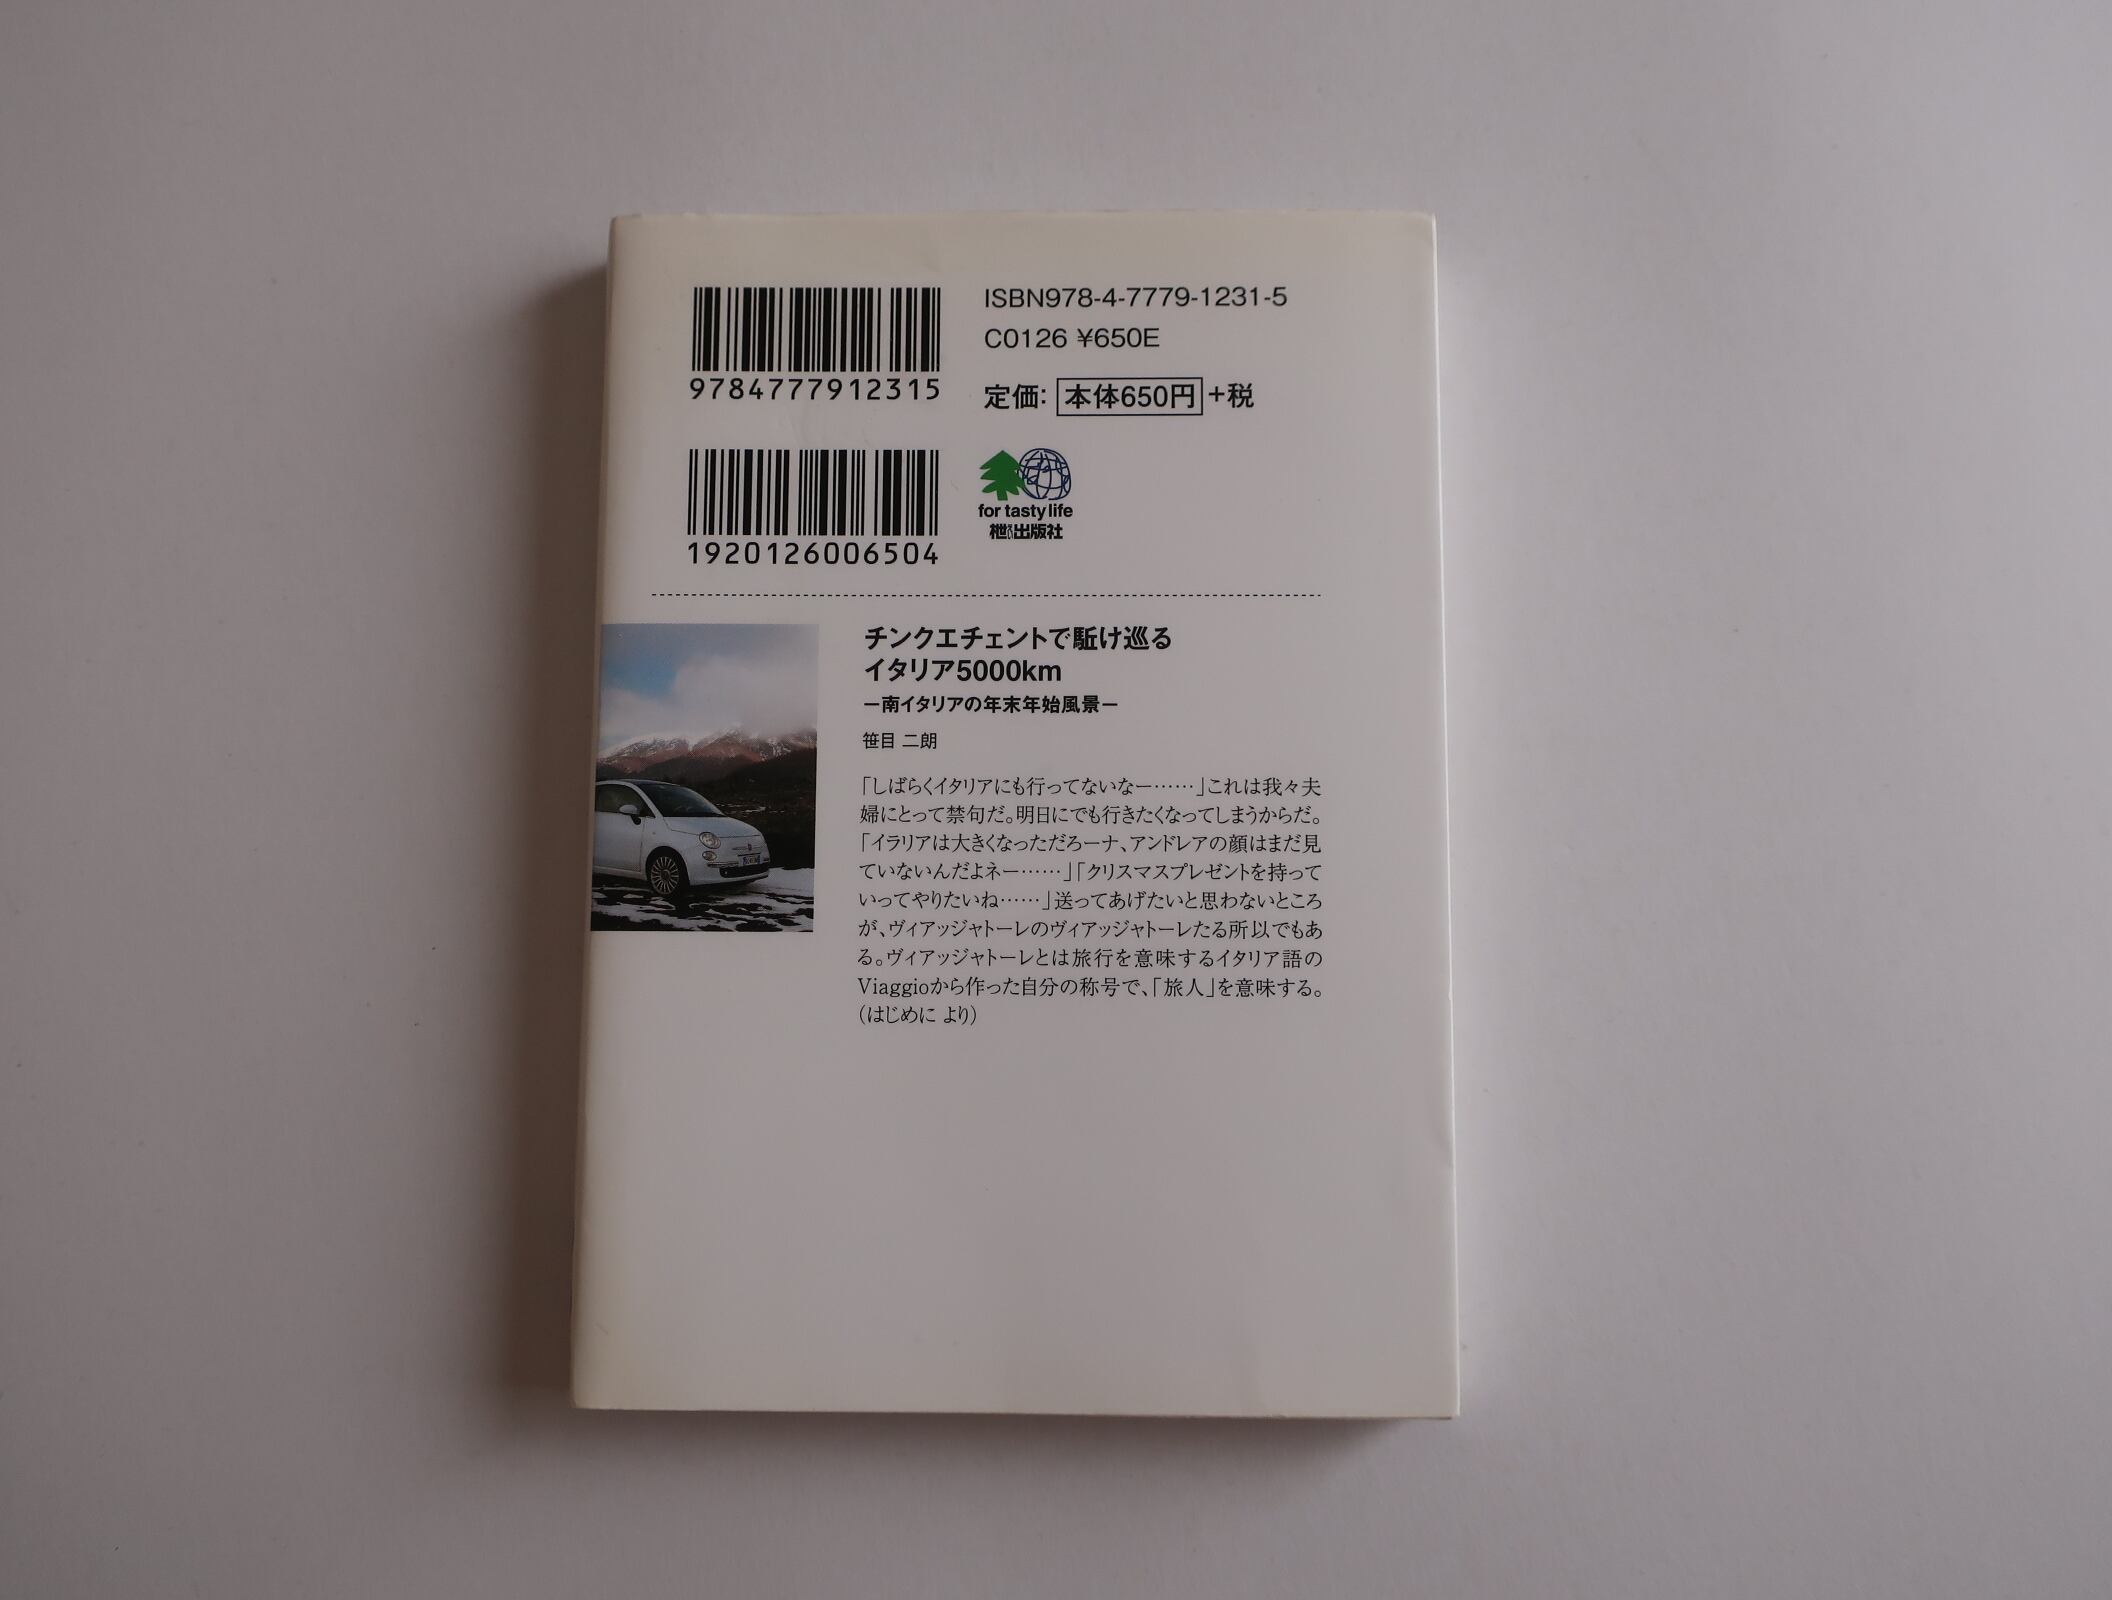 ISBN978-4-7779-1231-5
C0126 ¥650E
9784777912315
定価: 本体650円+税
1920126006504
for tasty life
枻出版社
チンクエチェントで駈け巡る
イタリア5000km
ー南イタリアの年末年始風景ー
笹目 二朗
「しばらくイタリアにも行ってないなー……」これは我々夫
婦にとって禁句だ。明日にでも行きたくなってしまうからだ。
「イラリアは大きくなっただろーナ、アンドレアの顔はまだ見
ていないんだよネー……」「クリスマスプレゼントを持って
いってやりたいね……」送ってあげたいと思わないところ
が、ヴィアッジャトーレのヴィアッジャトーレたる所以でもあ
る。ヴィアッジャトーレとは旅行を意味するイタリア語の
Viaggioから作った自分の称号で、「旅人」を意味する。
（はじめに より）